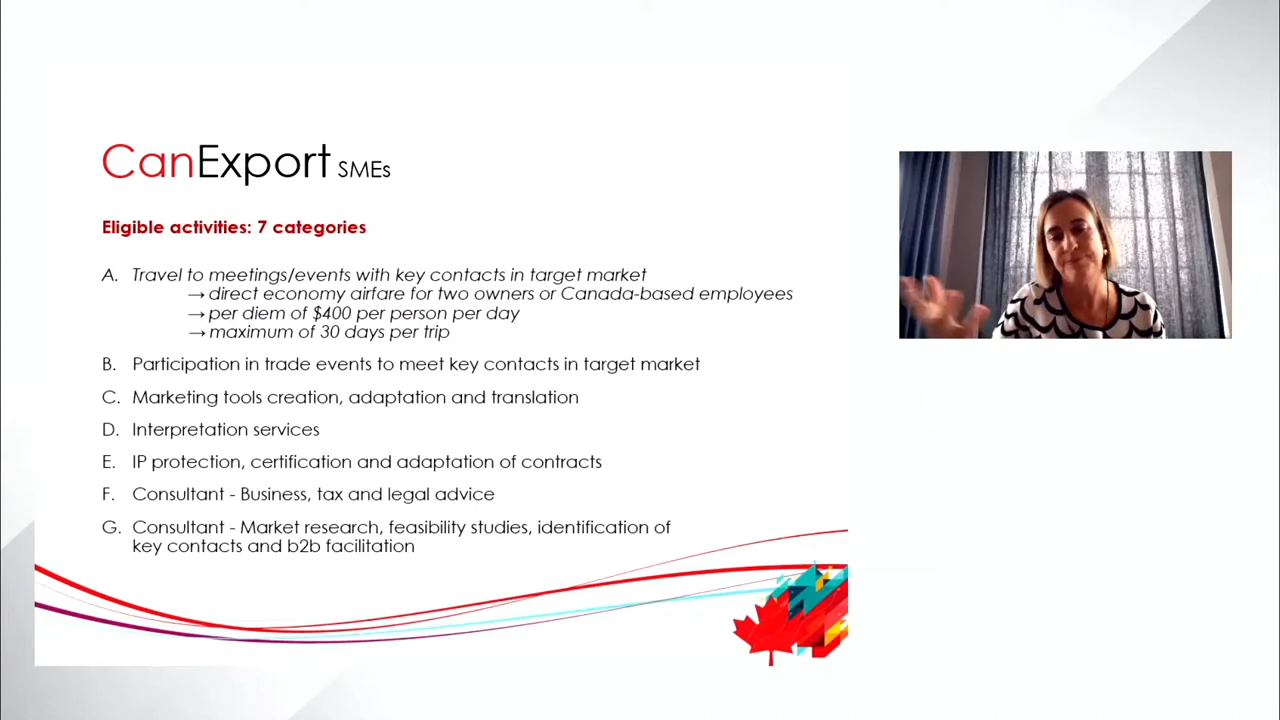 CanExport SMEs
Eligible activities: 7 categories
A. Travel to meetings/events with key contacts in target market
→ direct economy airfare for two owners or Canada-based employees
→ per diem of $400 per person per day
→ maximum of 30 days per trip
B. Participation in trade events to meet key contacts in target market
C. Marketing tools creation, adaptation and translation
D. Interpretation services
E. IP protection, certification and adaptation of contracts
F. Consultant - Business, tax and legal advice
G. Consultant - Market research, feasibility studies, identification of
key contacts and b2b facilitation